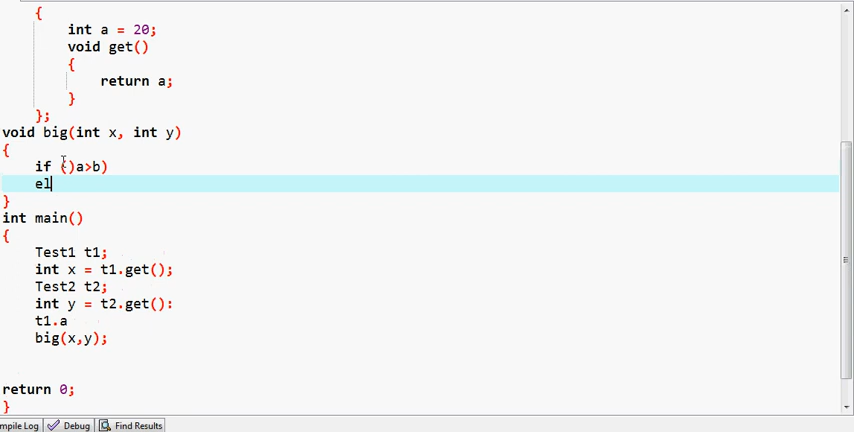 {
int a = 20;
void get()
{
return a;
}
};
void big(int x, int y)
{
if ()a>b)
el
}
int main()
{
Test1 t1;
int x = t1.get();
Test2 t2;
int y = t2.get():
t1.a
big(x,y);
return 0;
}
mpile Log Debug Find Results